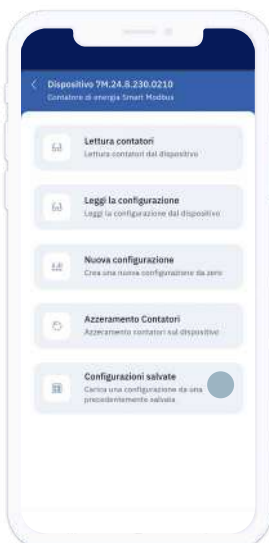 Dispositivo 7M.24.8.230.0210
Contatore di energia Smart Modbus
Lettura contatori
Lettura contatori dal dispositivo
Leggi la configurazione
Leggi la configurazione dal dispositivo
Nuova configurazione
Crea una nuova configurazione da zero
Azzeramento Contatori
Azzeramento contatori sul dispositivo
Configurazioni salvate
Carica una configurazione da una
precedentemente salvata